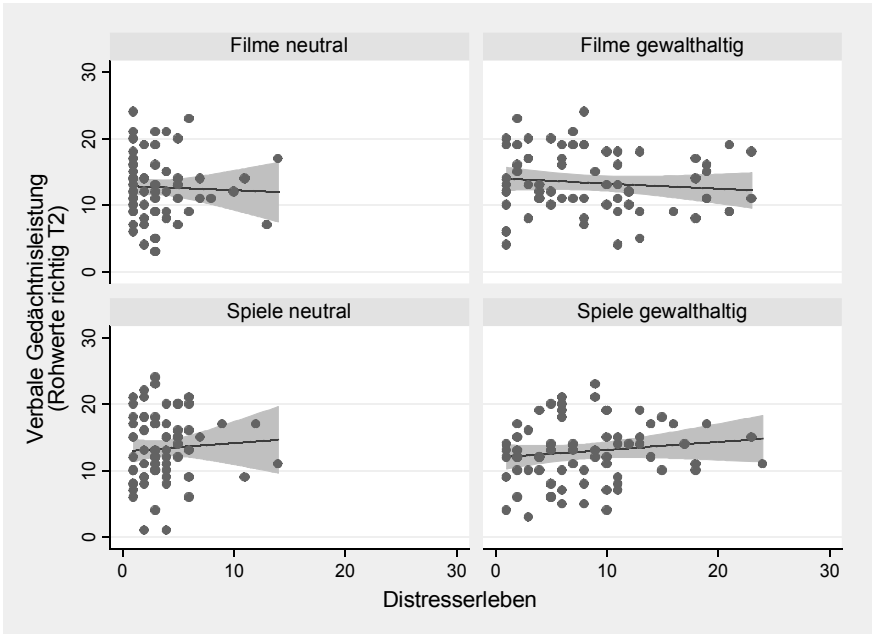 Filme neutral
Filme gewalthaltig
30
20
10
0
Spiele neutral
Spiele gewalthaltig
30
20
10
0
Verbale Gedächtnisleistung
(Rohwerte richtig T2)
0 10 20 30
0 10 20 30
Distresserleben